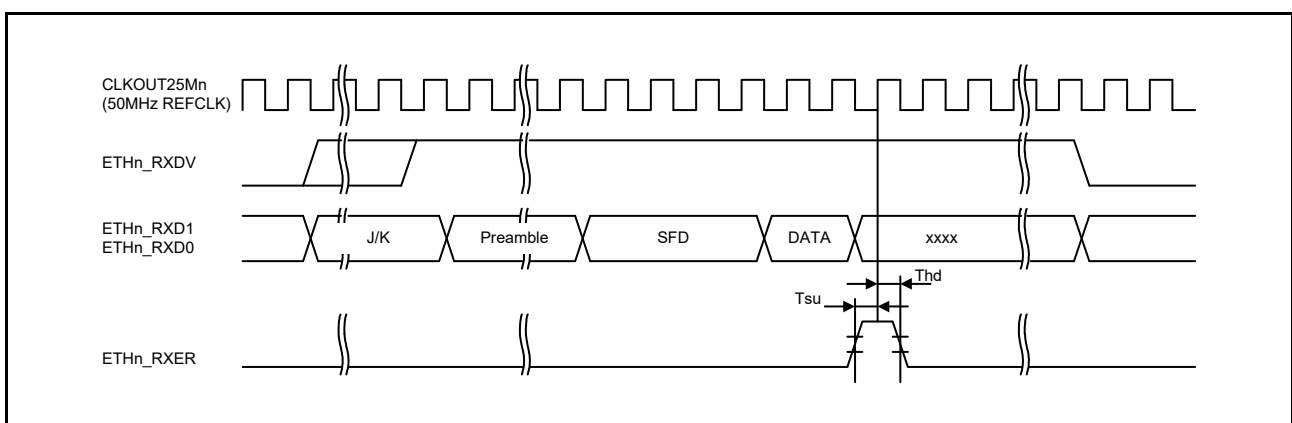 CLKOUT25Mn
(50MHz REFCLK)
ETHn_RXDV
ETHn_RXD1
ETHn_RXD0
J/K
Preamble
SFD
DATA
xxxx
Thd
Tsu
ETHn_RXER